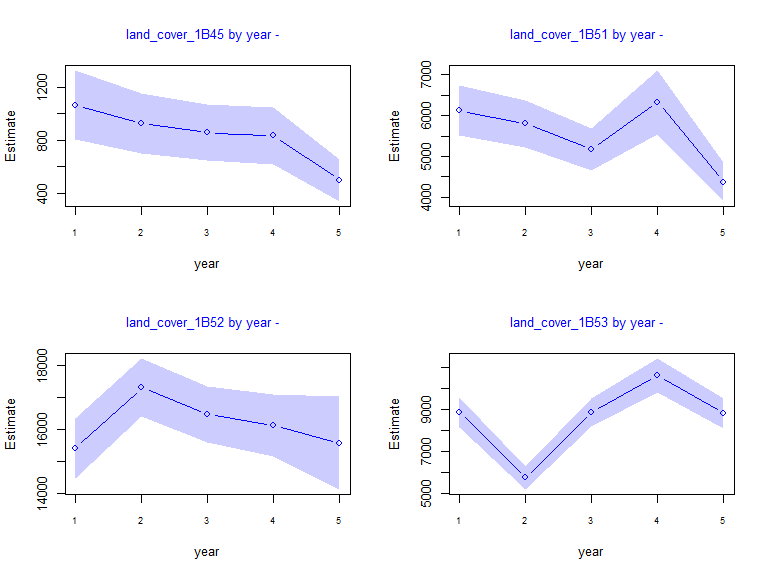 land_cover_1B45 by year -
Estimate
400
800
1200
1
2
3
4
5
year
land_cover_1B51 by year -
Estimate
4000
5000
6000
7000
1
2
3
4
5
year
land_cover_1B52 by year -
Estimate
14000
16000
18000
1
2
3
4
5
year
land_cover_1B53 by year -
Estimate
5000
7000
9000
1
2
3
4
5
year